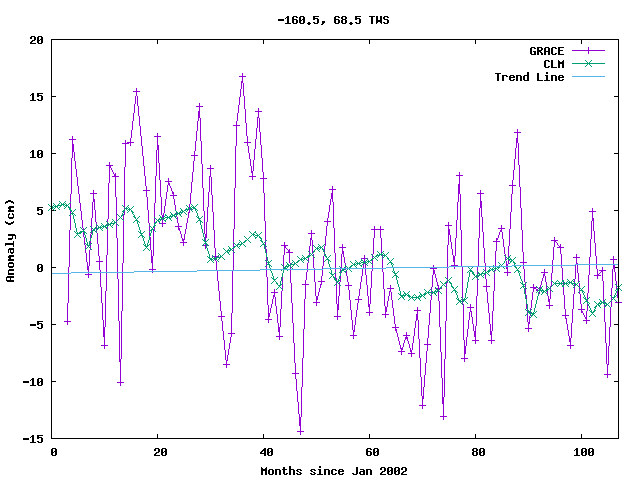 -160.5, 68.5 TWS
GRACE
CLM
Trend Line
20
15
10
5
0
-5
-10
-15
Anomaly (cm)
0 20 40 60 80 100
Months since Jan 2002